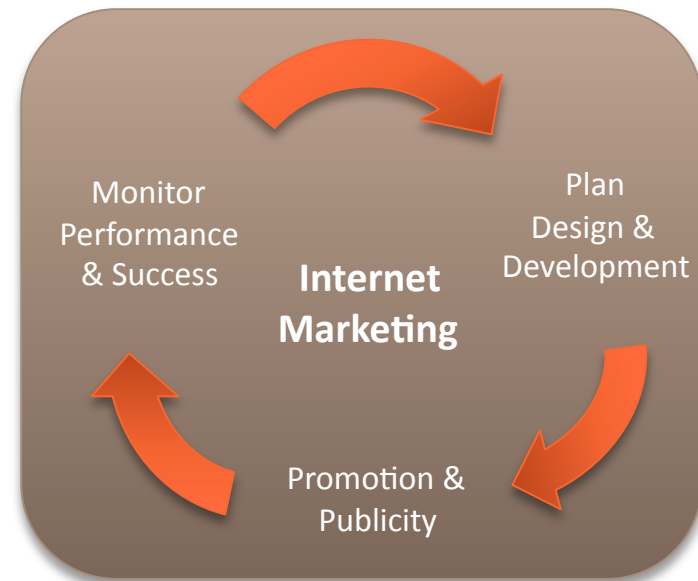 Plan
Design &
Development
Monitor
Performance
& Success
Internet
Marketing
Promotion &
Publicity